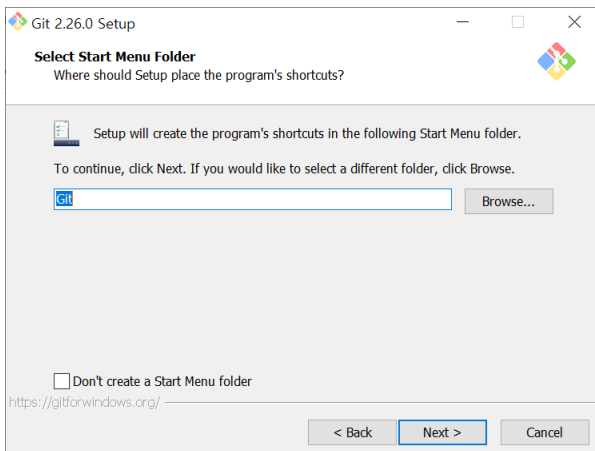 Git 2.26.0 Setup
Select Start Menu Folder
Where should Setup place the program's shortcuts?
Setup will create the program's shortcuts in the following Start Menu folder.
To continue, click Next. If you would like to select a different folder, click Browse.
Git
Browse...
Don't create a Start Menu folder
https://gitforwindows.org/
< Back
Next >
Cancel